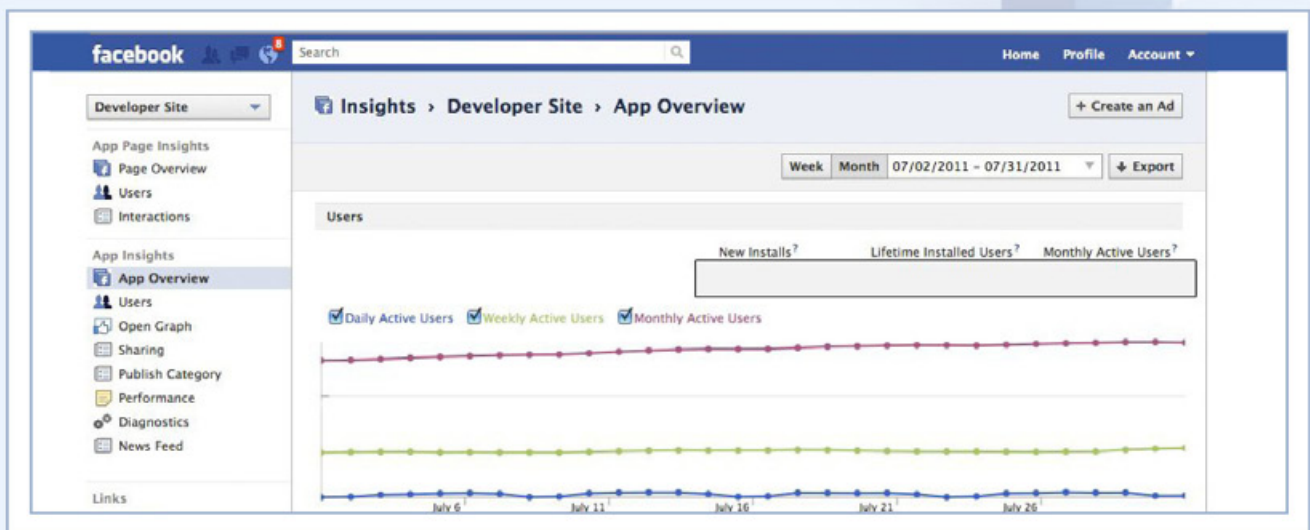 facebook 8 Search Home Profile Account
Developer Site
Insights › Developer Site › App Overview
+ Create an Ad
App Page Insights
Page Overview
Users
Interactions
App Insights
App Overview
Users
Open Graph
Sharing
Publish Category
Performance
Diagnostics
News Feed
Links
Week Month 07/02/2011 - 07/31/2011 Export
Users
New Installs? Lifetime Installed Users? Monthly Active Users?
Daily Active Users Weekly Active Users Monthly Active Users
July 6 July 11 July 16 July 21 July 26